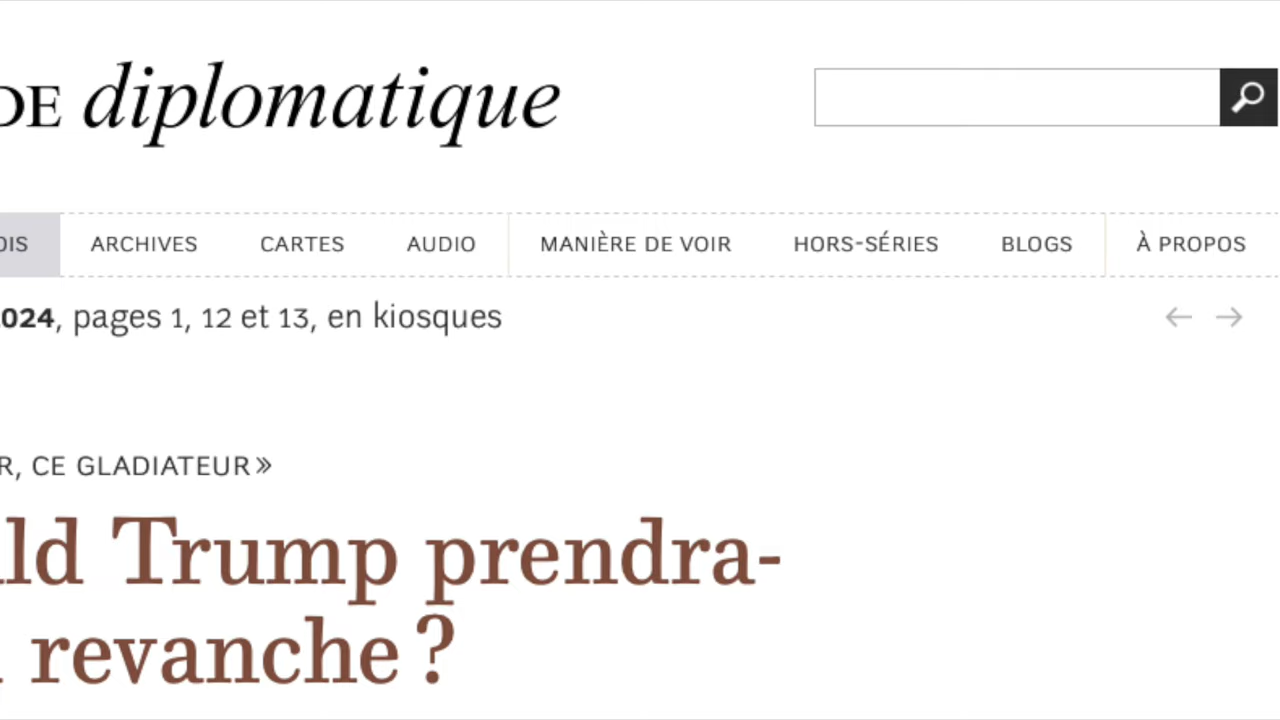 DE diplomatique
OIS ARCHIVES CARTES AUDIO MANIÈRE DE VOIR HORS-SÉRIES BLOGS À PROPOS
024, pages 1, 12 et 13, en kiosques
R, CE GLADIATEUR »
ld Trump prendra-
revanche ?